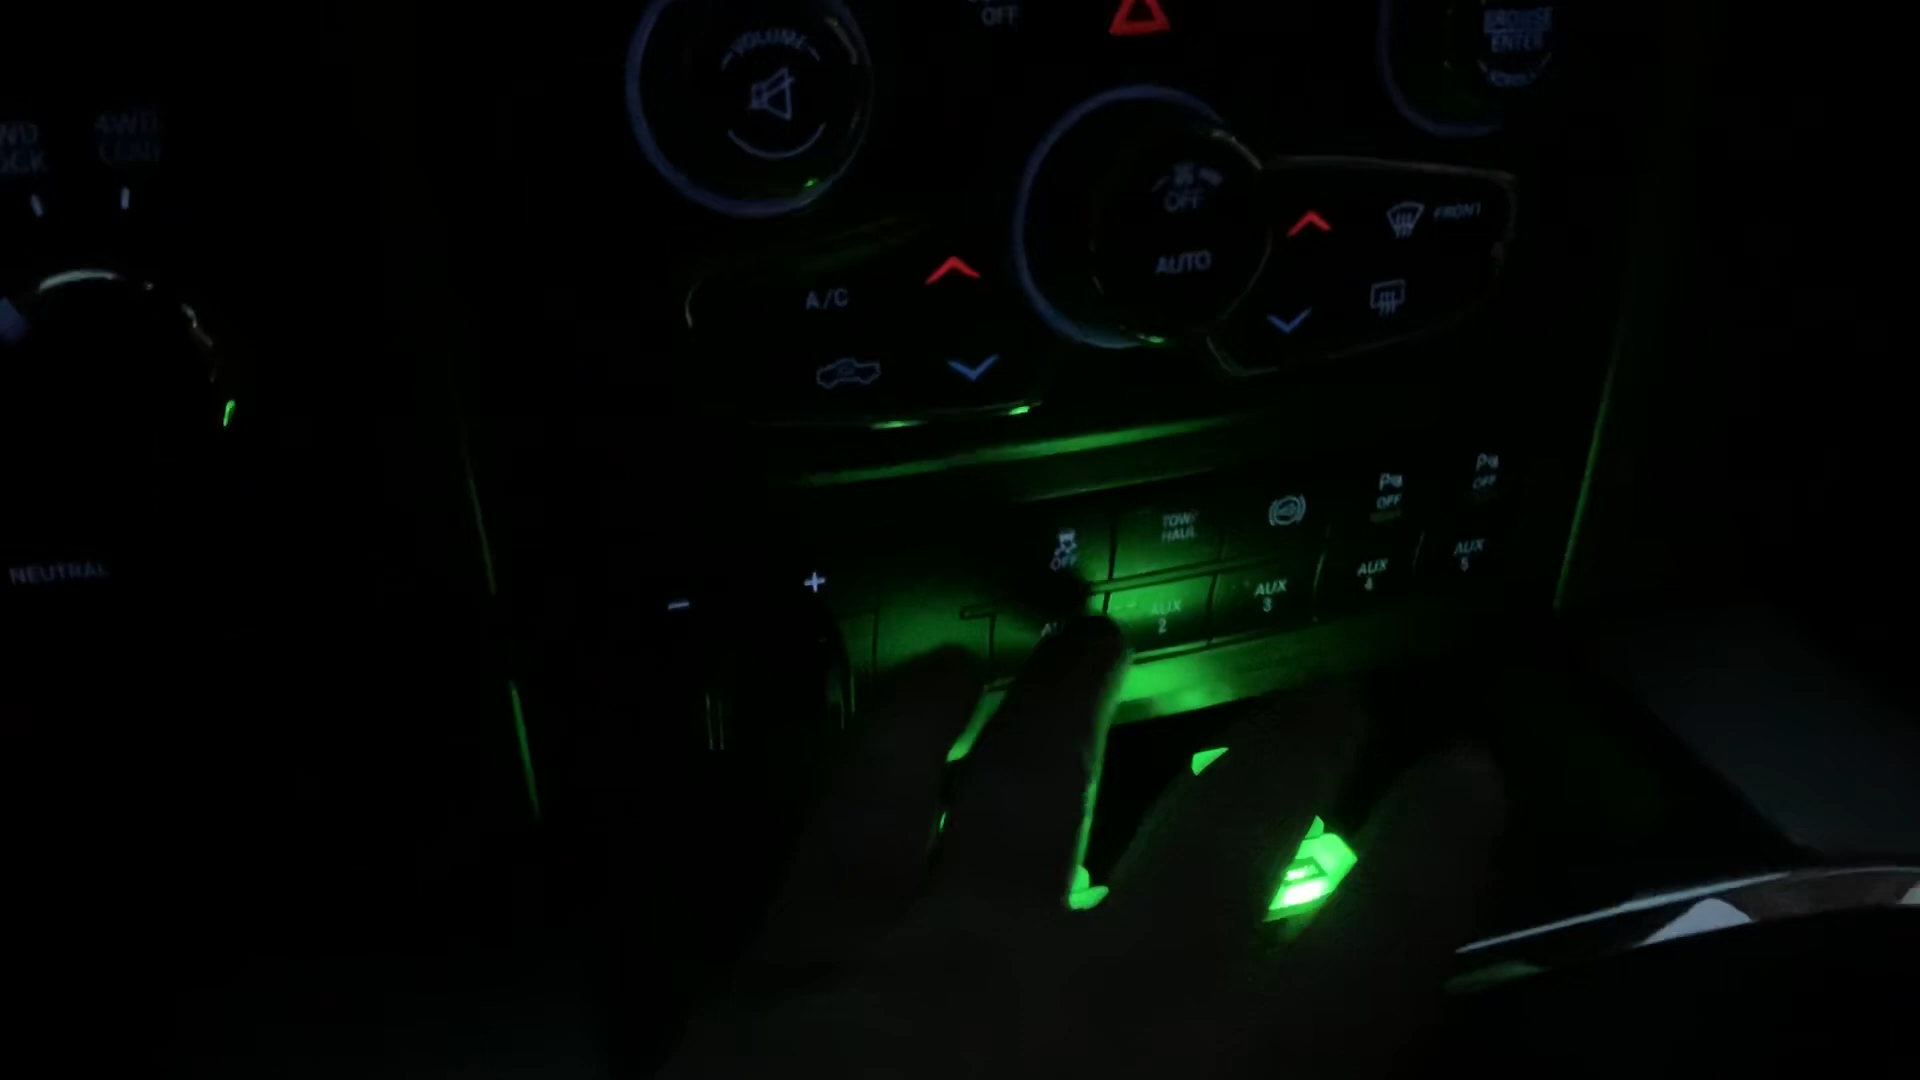 OFF
VOLUME
BROWSE
ENTER
SCROLL
4WD
OFF
AUTO
FRONT
A/C
NEUTRAL
- +
OFF
TOW/
HAUL
P
OFF
P
OFF
AUX
2
AUX
3
AUX
4
AUX
5